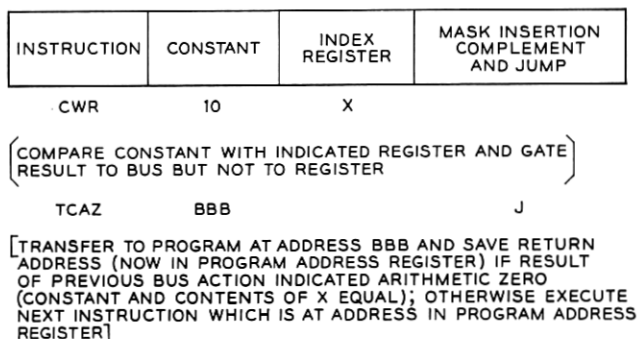 INSTRUCTION CONSTANT INDEX REGISTER MASK INSERTION COMPLEMENT AND JUMP
CWR 10 X
(COMPARE CONSTANT WITH INDICATED REGISTER AND GATE
RESULT TO BUS BUT NOT TO REGISTER)
TCAZ BBB J
[TRANSFER TO PROGRAM AT ADDRESS BBB AND SAVE RETURN
ADDRESS (NOW IN PROGRAM ADDRESS REGISTER) IF RESULT
OF PREVIOUS BUS ACTION INDICATED ARITHMETIC ZERO
(CONSTANT AND CONTENTS OF X EQUAL); OTHERWISE EXECUTE
NEXT INSTRUCTION WHICH IS AT ADDRESS IN PROGRAM ADDRESS
REGISTER]